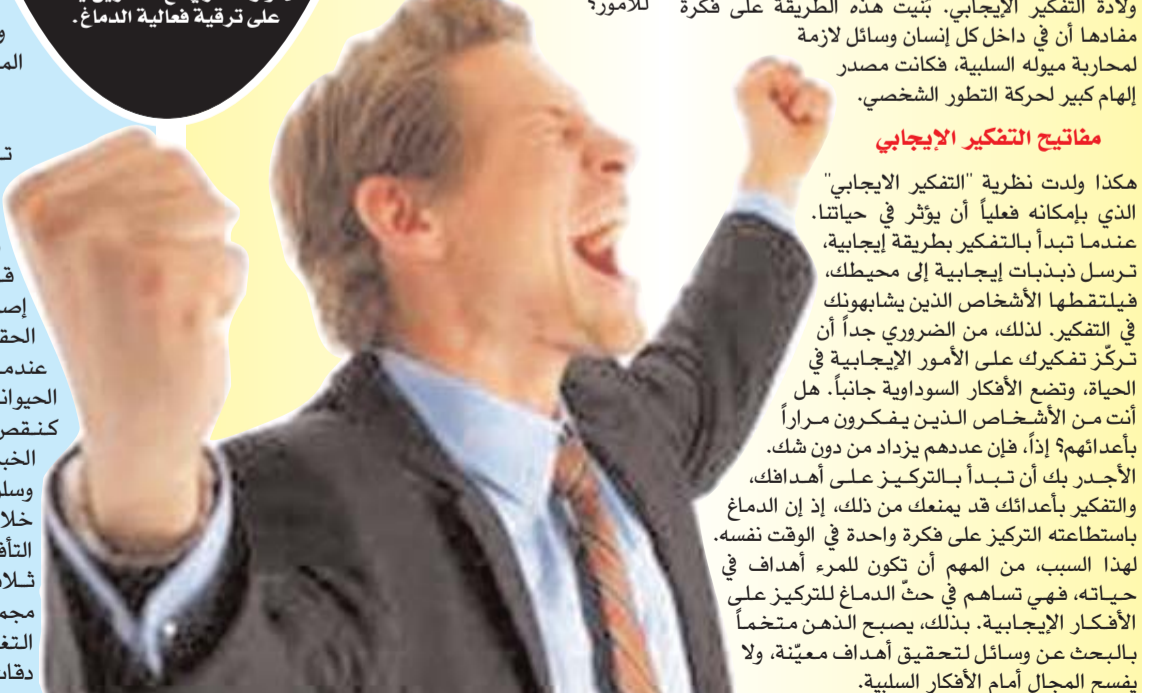 على ترقية فعالية الدماغ.
ولادة التفكير الإيجابي. بُنيت هذه الطريقة على فكرة
مفادها أن في داخل كل إنسان وسائل لازمة
لمحاربة ميوله السلبية، فكانت مصدر
إلهام كبير لحركة التطور الشخصي.
مفاتيح التفكير الإيجابي
هكذا ولدت نظرية "التفكير الايجابي"
الذي بإمكانه فعلياً أن يؤثر في حياتنا.
عندما تبدأ بالتفكير بطريقة إيجابية،
ترسل ذبذبات إيجابية إلى محيطك،
فيلتقطها الأشخاص الذين يشابهونك
في التفكير. لذلك، من الضروري جداً أن
تركّز تفكيرك على الأمور الإيجابية في
الحياة، وتضع الأفكار السوداوية جانباً. هل
أنت من الأشخاص الذين يفكرون مراراً
بأعدائهم؟ إذاً، فإن عددهم يزداد من دون شك.
الأجدر بك أن تبدأ بالتركيز على أهدافك،
والتفكير بأعدائك قد يمنعك من ذلك، إذ إن الدماغ
باستطاعته التركيز على فكرة واحدة في الوقت نفسه.
لهذا السبب، من المهم أن تكون للمرء أهداف في
حياته، فهي تساهم في حثّ الدماغ للتركيز على
الأفكار الإيجابية. بذلك، يصبح الذهن متخماً
بالبحث عن وسائل لتحقيق أهداف معيّنة، ولا
يفسح المجال أمام الأفكار السلبية.
للأمور؟
عندم
كنقص